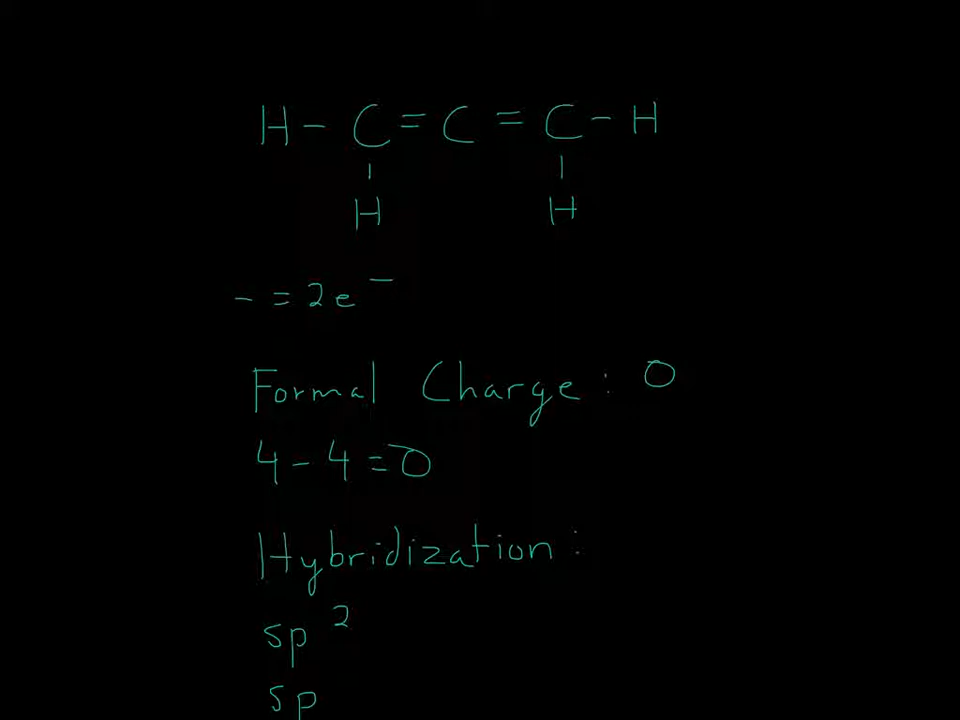 H - C = C = C - H
H H
- = 2e⁻
Formal Charge: 0
4 - 4 = 0
Hybridization:
sp²
sp